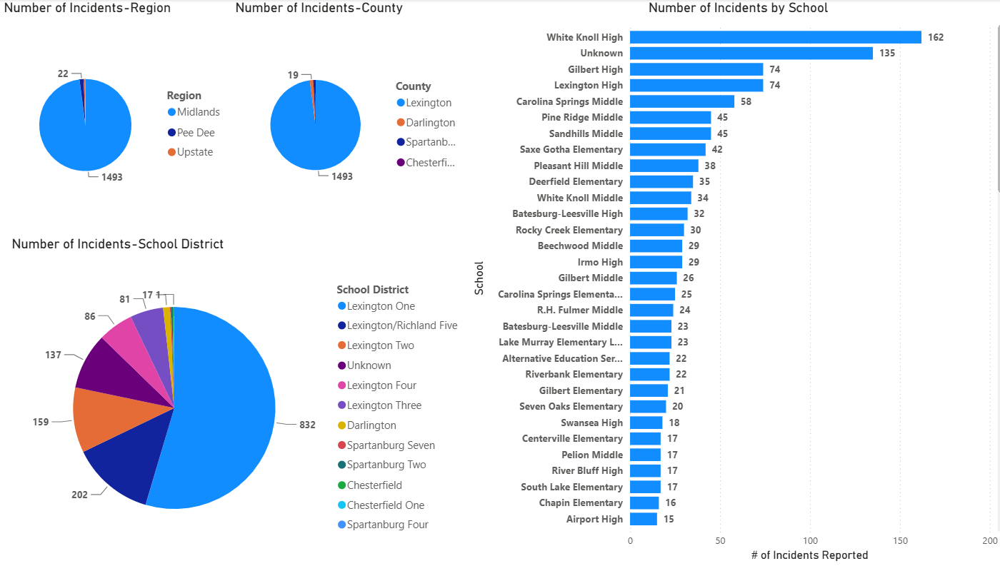 Number of Incidents-Region
22
1493
Region
Midlands
Pee Dee
Upstate
Number of Incidents-County
19
1493
County
Lexington
Darlington
Spartanb...
Chesterfi...
Number of Incidents-School District
832
202
159
137
86
81
17
1
School District
Lexington One
Lexington/Richland Five
Lexington Two
Unknown
Lexington Four
Lexington Three
Darlington
Spartanburg Seven
Spartanburg Two
Chesterfield
Chesterfield One
Spartanburg Four
Number of Incidents by School
School
White Knoll High 162
Unknown 135
Gilbert High 74
Lexington High 74
Carolina Springs Middle 58
Pine Ridge Middle 45
Sandhills Middle 45
Saxe Gotha Elementary 42
Pleasant Hill Middle 38
Deerfield Elementary 35
White Knoll Middle 34
Batesburg-Leesville High 32
Rocky Creek Elementary 30
Beechwood Middle 29
Irmo High 29
Gilbert Middle 26
Carolina Springs Elementa... 25
R.H. Fulmer Middle 24
Batesburg-Leesville Middle 23
Lake Murray Elementary L... 23
Alternative Education Ser... 22
Riverbank Elementary 22
Gilbert Elementary 21
Seven Oaks Elementary 20
Swansea High 18
Centerville Elementary 17
Pelion Middle 17
River Bluff High 17
South Lake Elementary 17
Chapin Elementary 16
Airport High 15
0 50 100 150 200
# of Incidents Reported